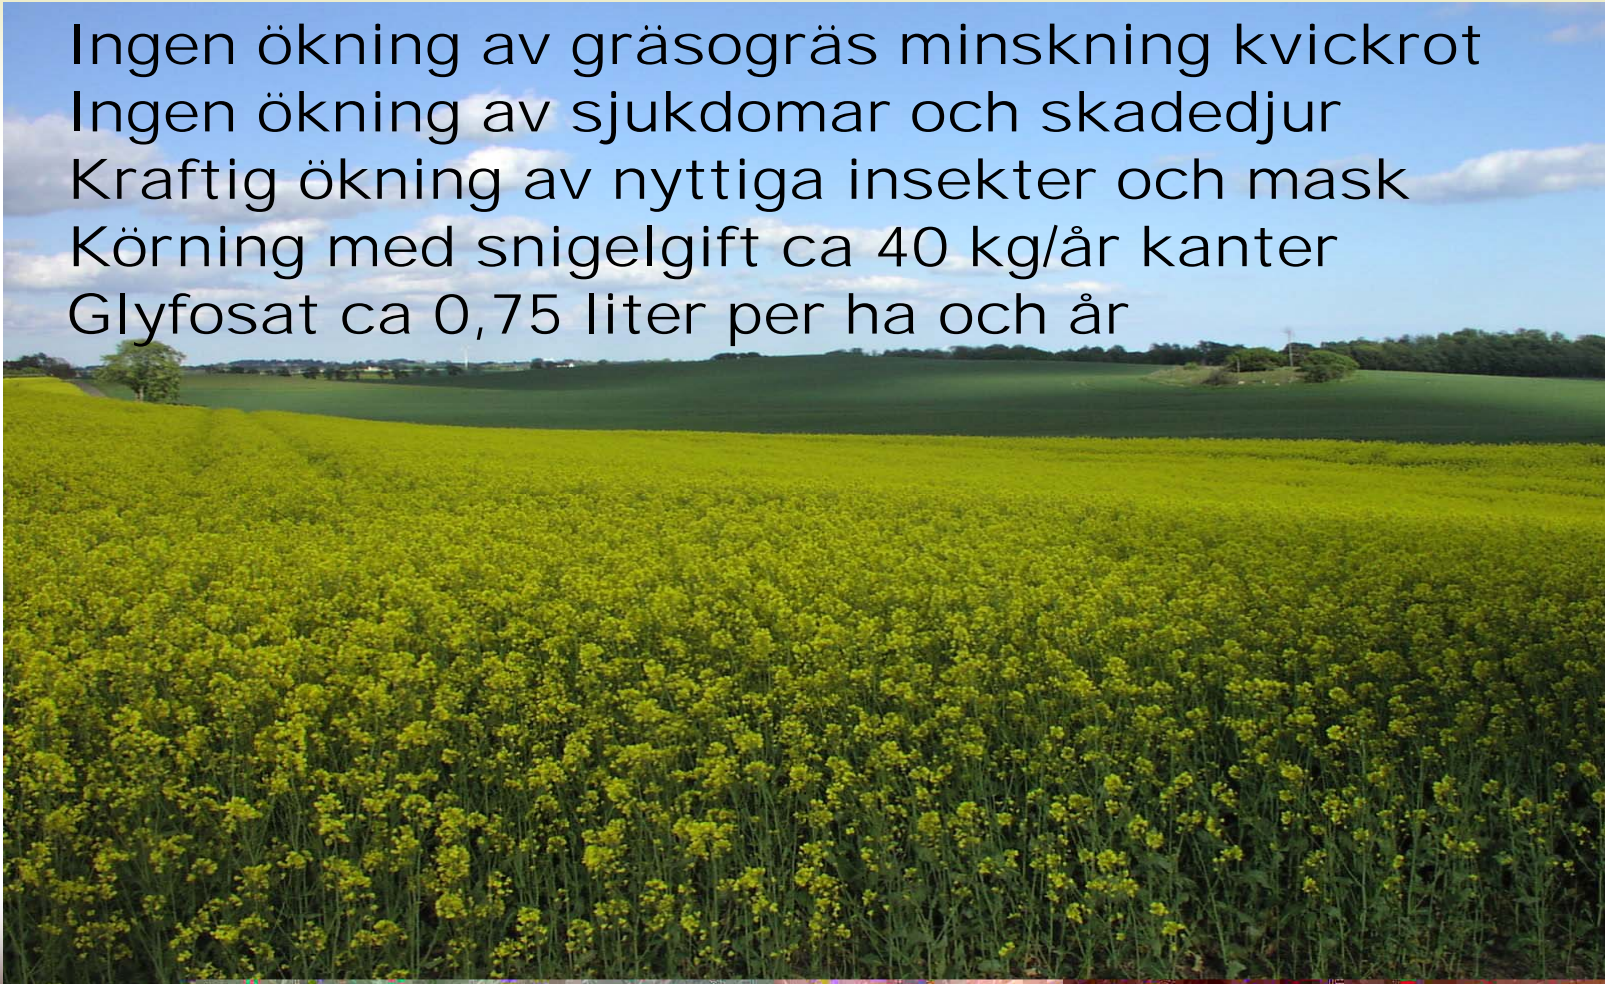 Ingen ökning av gräsogräs minskning kvickrot
Ingen ökning av sjukdomar och skadedjur
Kraftig ökning av nyttiga insekter och mask
Körning med snigelgift ca 40 kg/år kanter
Glyfosat ca 0,75 liter per ha och år